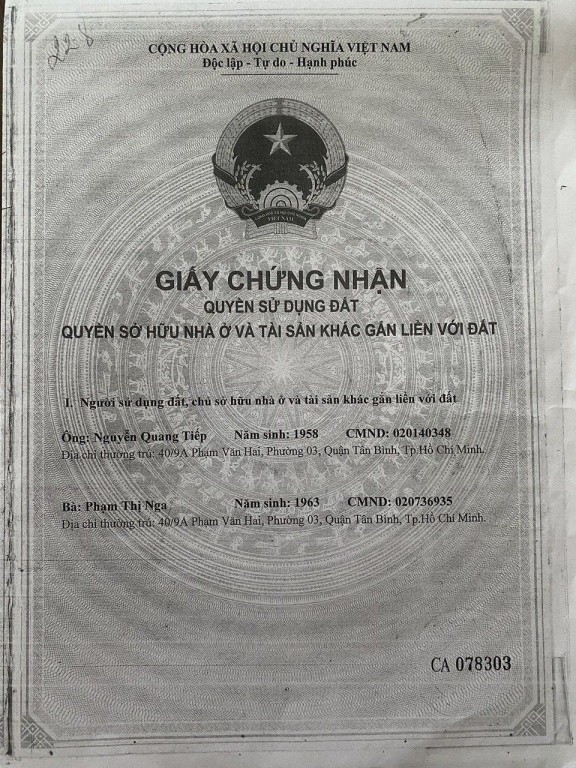 228
CỘNG HÒA XÃ HỘI CHỦ NGHĨA VIỆT NAM
Độc lập - Tự do - Hạnh phúc
VIỆT NAM
GIẤY CHỨNG NHẬN
QUYỀN SỬ DỤNG ĐẤT
QUYỀN SỞ HỮU NHÀ Ở VÀ TÀI SẢN KHÁC GẮN LIỀN VỚI ĐẤT
I. Người sử dụng đất, chủ sở hữu nhà ở và tài sản khác gắn liền với đất
Ông: Nguyễn Quang Tiếp Năm sinh: 1958 CMND: 020140348
Địa chỉ thường trú: 40/9A Phạm Văn Hai, Phường 03, Quận Tân Bình, Tp.Hồ Chí Minh.
Bà: Phạm Thị Nga Năm sinh: 1963 CMND: 020736935
Địa chỉ thường trú: 40/9A Phạm Văn Hai, Phường 03, Quận Tân Bình, Tp.Hồ Chí Minh.
CA 078303